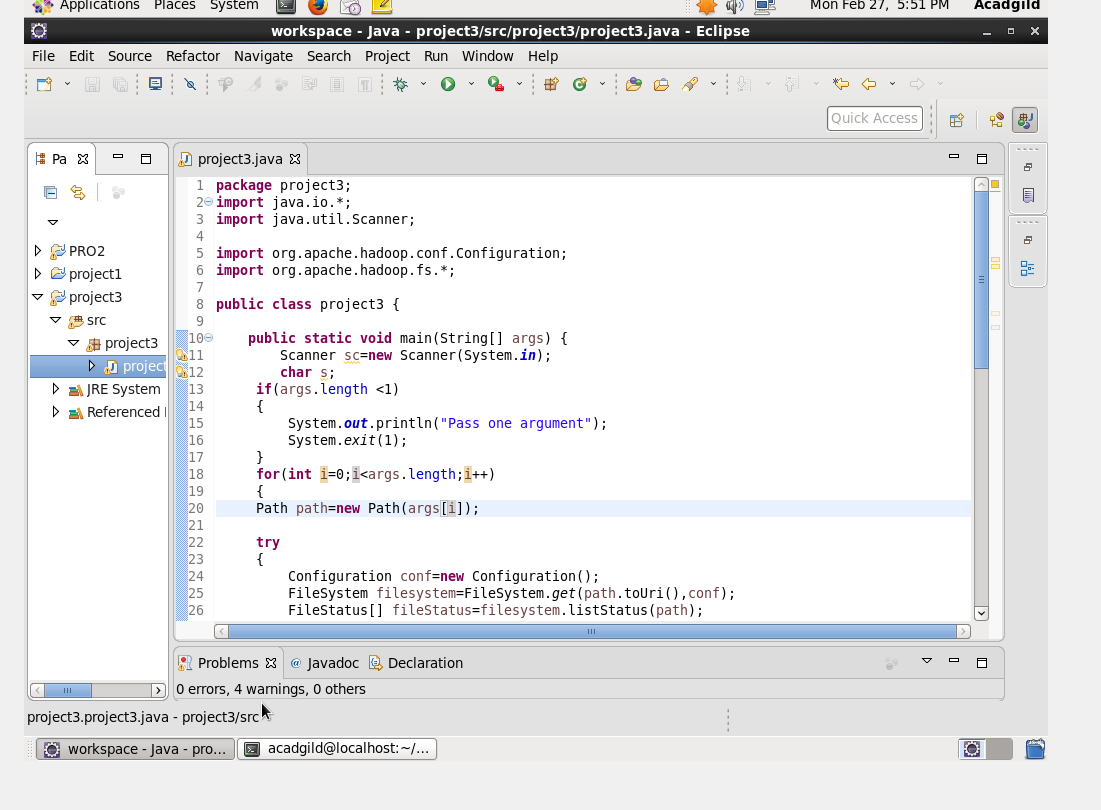 Applications Places System Mon Feb 27, 5:51 PM Acadgild
workspace - Java - project3/src/project3/project3.java - Eclipse
File Edit Source Refactor Navigate Search Project Run Window Help
Quick Access
Pa
project3.java
PRO2
project1
project3
src
project3
project
JRE System
Referenced
1 package project3;
2 import java.io.*;
3 import java.util.Scanner;
4
5 import org.apache.hadoop.conf.Configuration;
6 import org.apache.hadoop.fs.*;
7
8 public class project3 {
9
10 public static void main(String[] args) {
11 Scanner sc=new Scanner(System.in);
12 char s;
13 if(args.length <1)
14 {
15 System.out.println("Pass one argument");
16 System.exit(1);
17 }
18 for(int i=0;i<args.length;i++)
19 {
20 Path path=new Path(args[i]);
21
22 try
23 {
24 Configuration conf=new Configuration();
25 FileSystem filesystem=FileSystem.get(path.toUri(),conf);
26 FileStatus[] fileStatus=filesystem.listStatus(path);
Problems @ Javadoc Declaration
0 errors, 4 warnings, 0 others
project3.project3.java - project3/src
workspace - Java - pro... acadgild@localhost:~/...